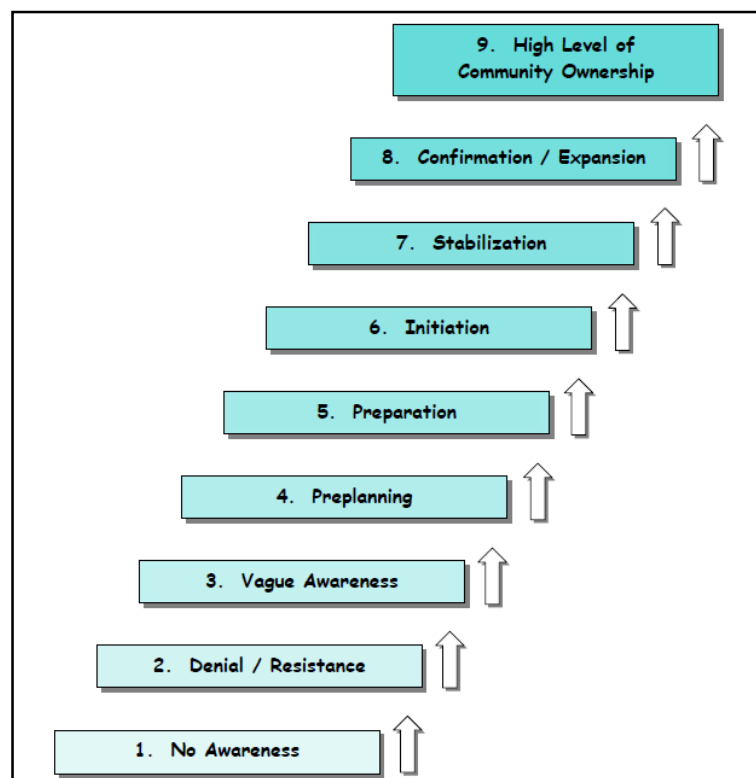 9. High Level of
Community Ownership
8. Confirmation / Expansion
7. Stabilization
6. Initiation
5. Preparation
4. Preplanning
3. Vague Awareness
2. Denial / Resistance
1. No Awareness